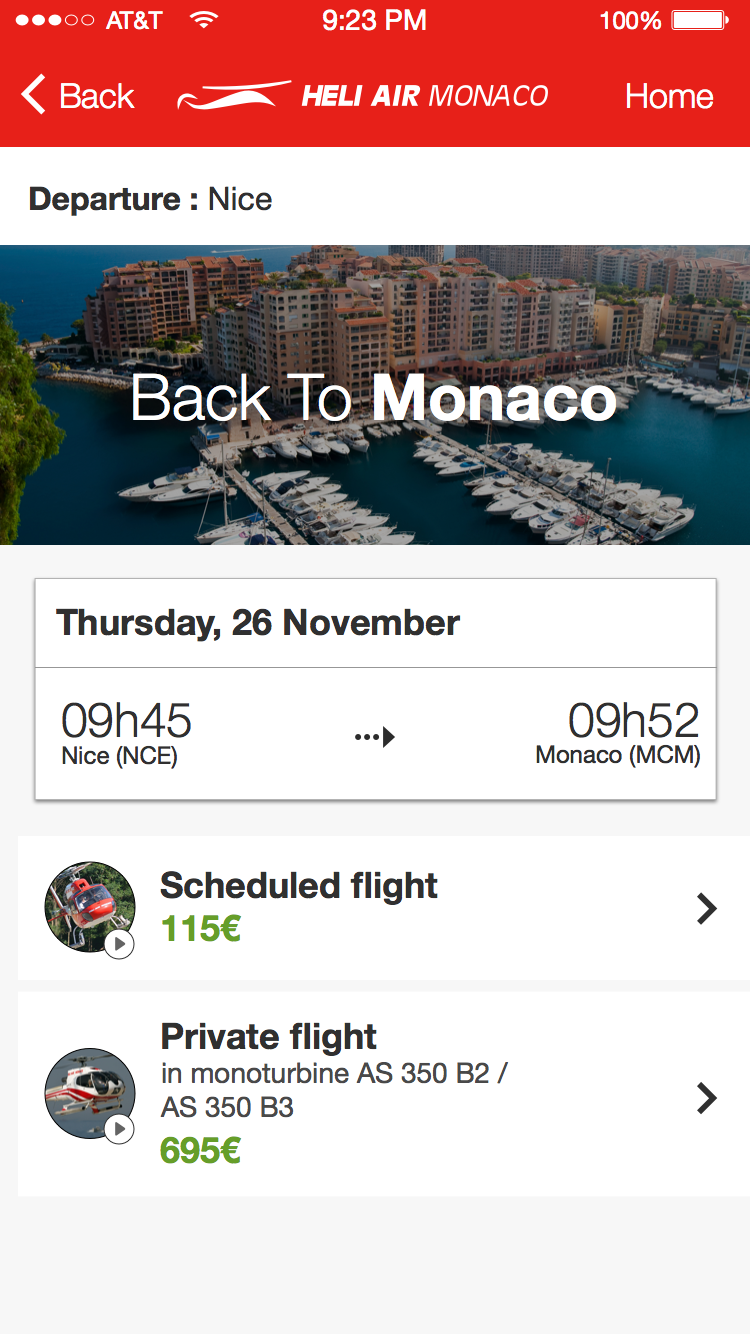 AT&T 9:23 PM 100%
Back HELI AIR MONACO Home
Departure : Nice
Back To Monaco
Thursday, 26 November
09h45 09h52
Nice (NCE) Monaco (MCM)
Scheduled flight
115€
Private flight
in monoturbine AS 350 B2 /
AS 350 B3
695€